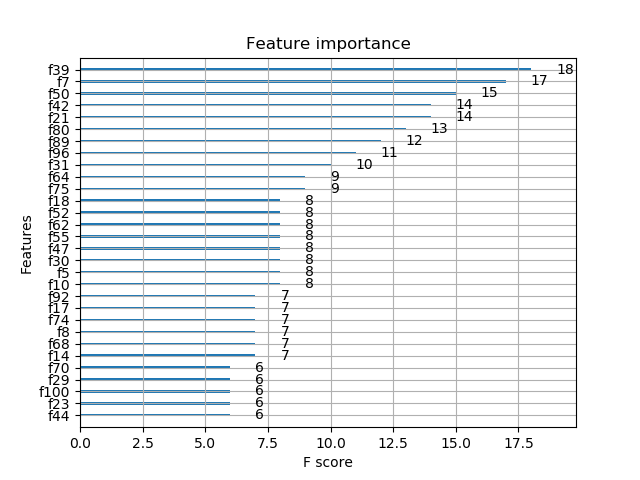 Feature importance
f39 18
f7 17
f50 15
f42 14
f21 14
f80 13
f89 12
f96 11
f31 10
f64 9
f75 9
f18 8
f52 8
f62 8
f55 8
f47 8
f30 8
f5 8
f10 8
f92 7
f17 7
f74 7
f8 7
f68 7
f14 7
f70 6
f29 6
f100 6
f23 6
f44 6
Features
0.0 2.5 5.0 7.5 10.0 12.5 15.0 17.5
F score